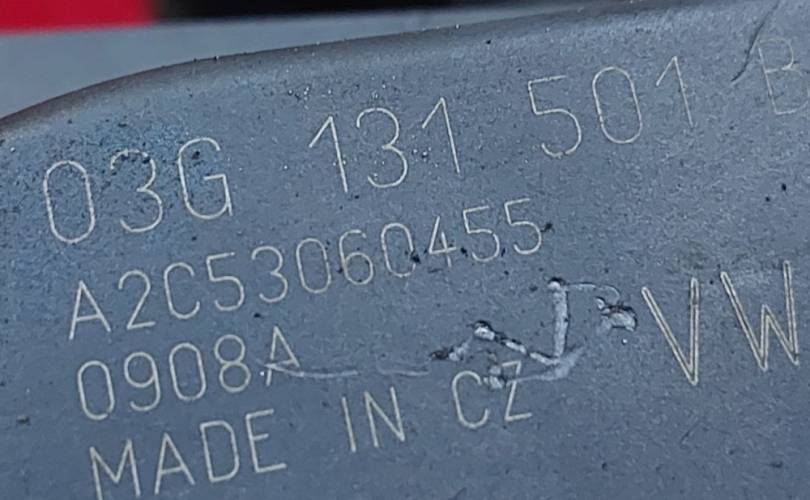 03G 131 501 B
A2C53060455
0908A
VW
MADE IN CZ